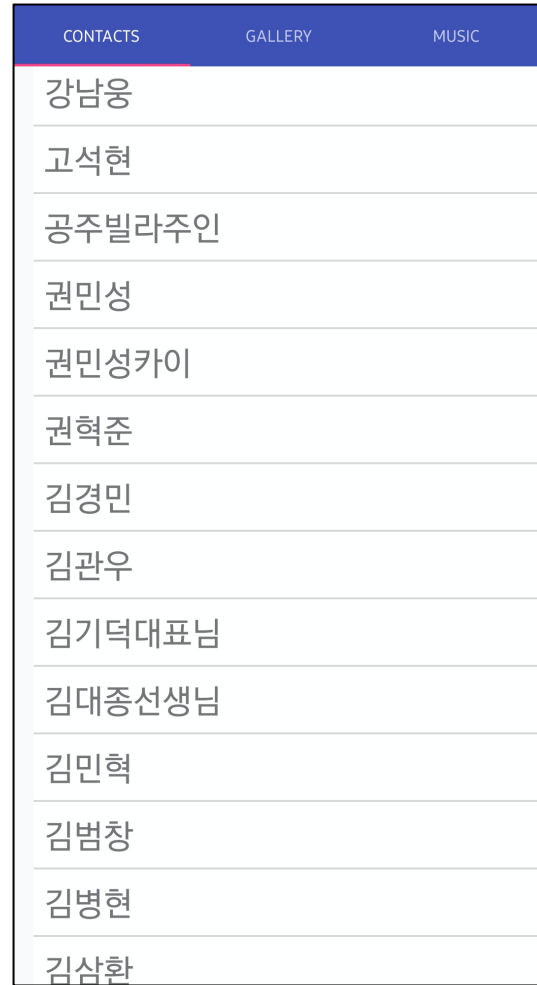 CONTACTS GALLERY MUSIC
강남웅
고석현
공주빌라주인
권민성
권민성카이
권혁준
김경민
김관우
김기덕대표님
김대종선생님
김민혁
김범창
김병현
김삼환